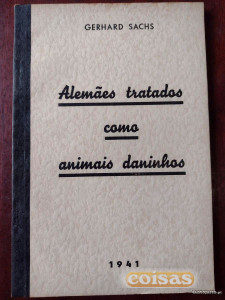 GERHARD SACHS
Alemães tratados
como
animais daninhos
1941
coisas